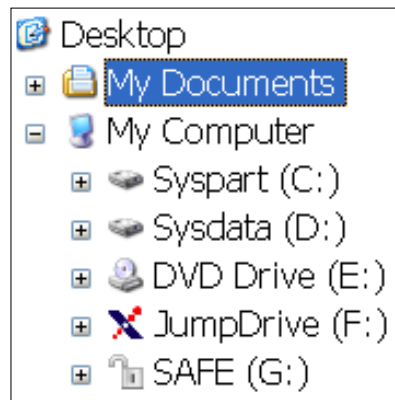 Desktop
My Documents
My Computer
Syspart (C:)
Sysdata (D:)
DVD Drive (E:)
JumpDrive (F:)
SAFE (G:)